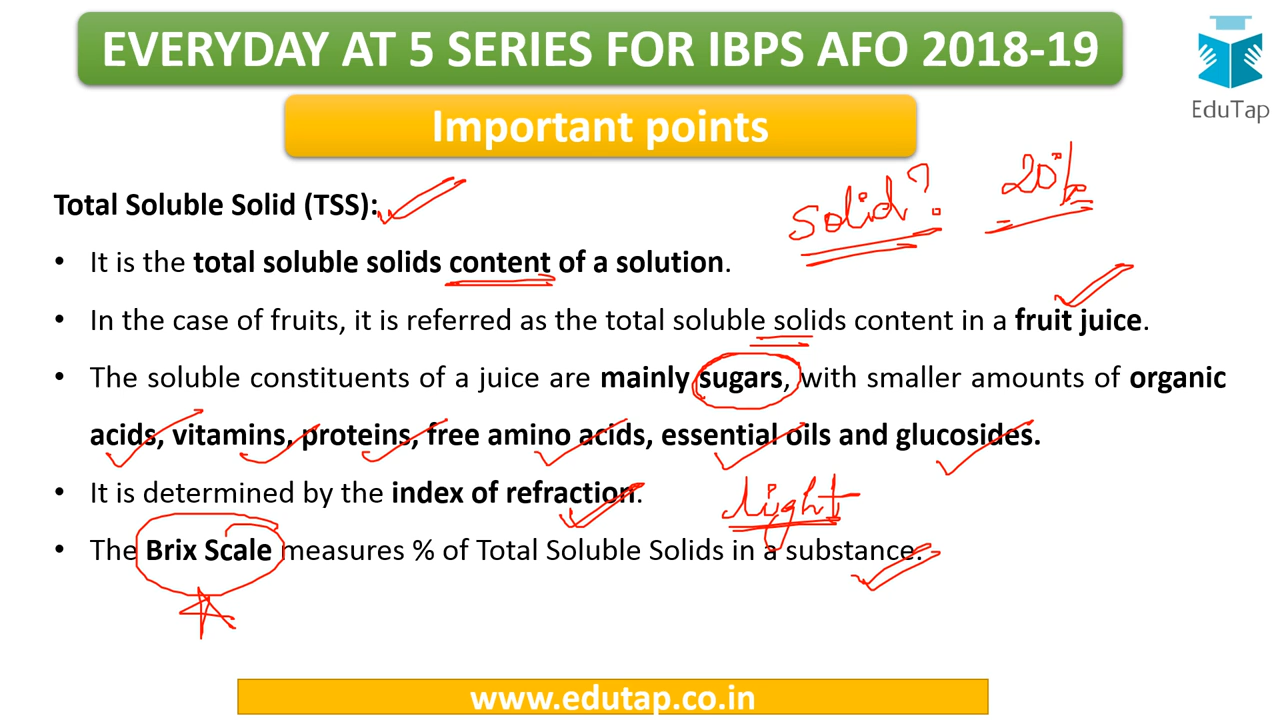 EVERYDAY AT 5 SERIES FOR IBPS AFO 2018-19
EduTap
Important points
Total Soluble Solid (TSS):
solid? 20%
• It is the total soluble solids content of a solution.
• In the case of fruits, it is referred as the total soluble solids content in a fruit juice.
• The soluble constituents of a juice are mainly sugars, with smaller amounts of organic
acids, vitamins, proteins, free amino acids, essential oils and glucosides.
• It is determined by the index of refraction.
light
• The Brix Scale measures % of Total Soluble Solids in a substance.
www.edutap.co.in